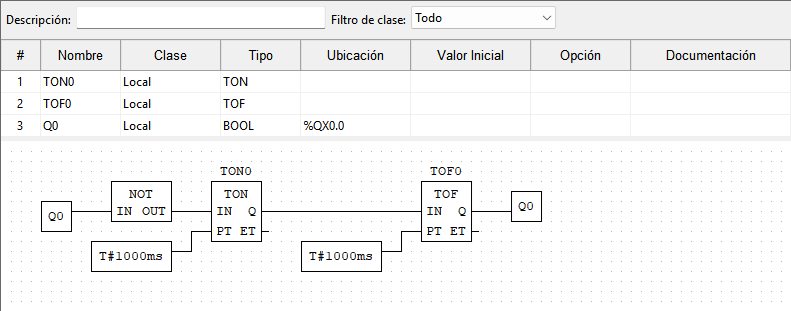 Descripción: Filtro de clase: Todo
# Nombre Clase Tipo Ubicación Valor Inicial Opción Documentación
1 TON0 Local TON
2 TOF0 Local TOF
3 Q0 Local BOOL %QX0.0
TON0 TOF0
NOT TON TOF Q0
Q0 IN OUT IN Q IN Q
PT ET PT ET
T#1000ms T#1000ms